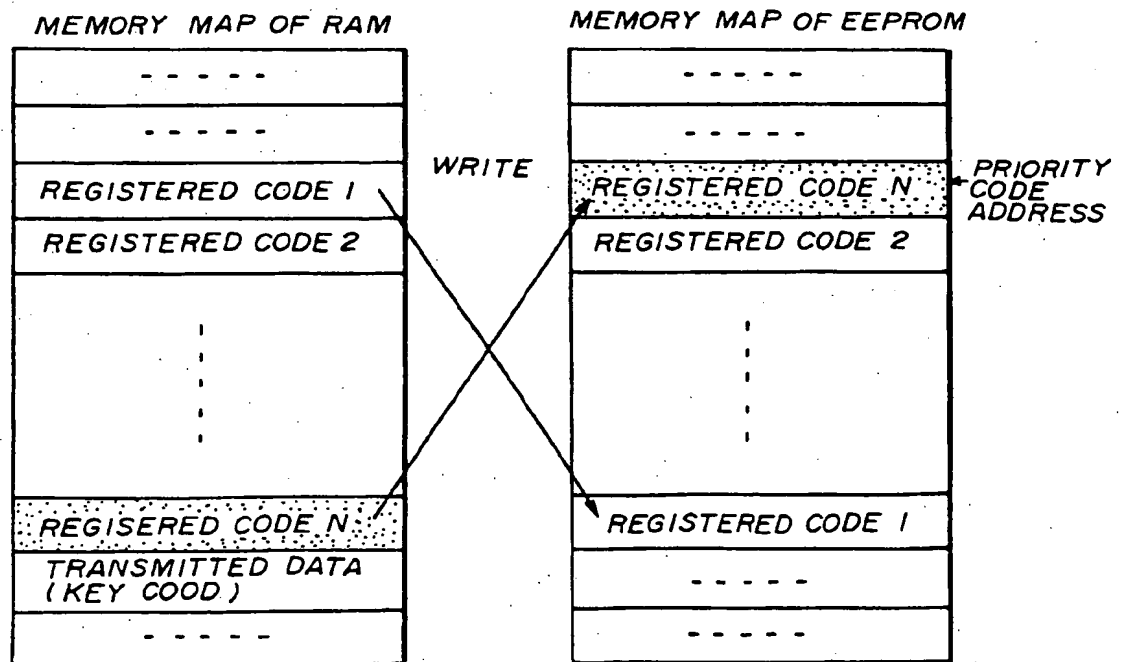 MEMORY MAP OF RAM
- - - - -
- - - - -
REGISTERED CODE 1
REGISTERED CODE 2
REGISERED CODE N
TRANSMITTED DATA
(KEY COOD.)
- - - - -
WRITE
MEMORY MAP OF EEPROM
- - - - -
- - - - -
REGISTERED CODE N
REGISTERED CODE 2
REGISTERED CODE 1
- - - - -
- - - - -
PRIORITY
CODE
ADDRESS